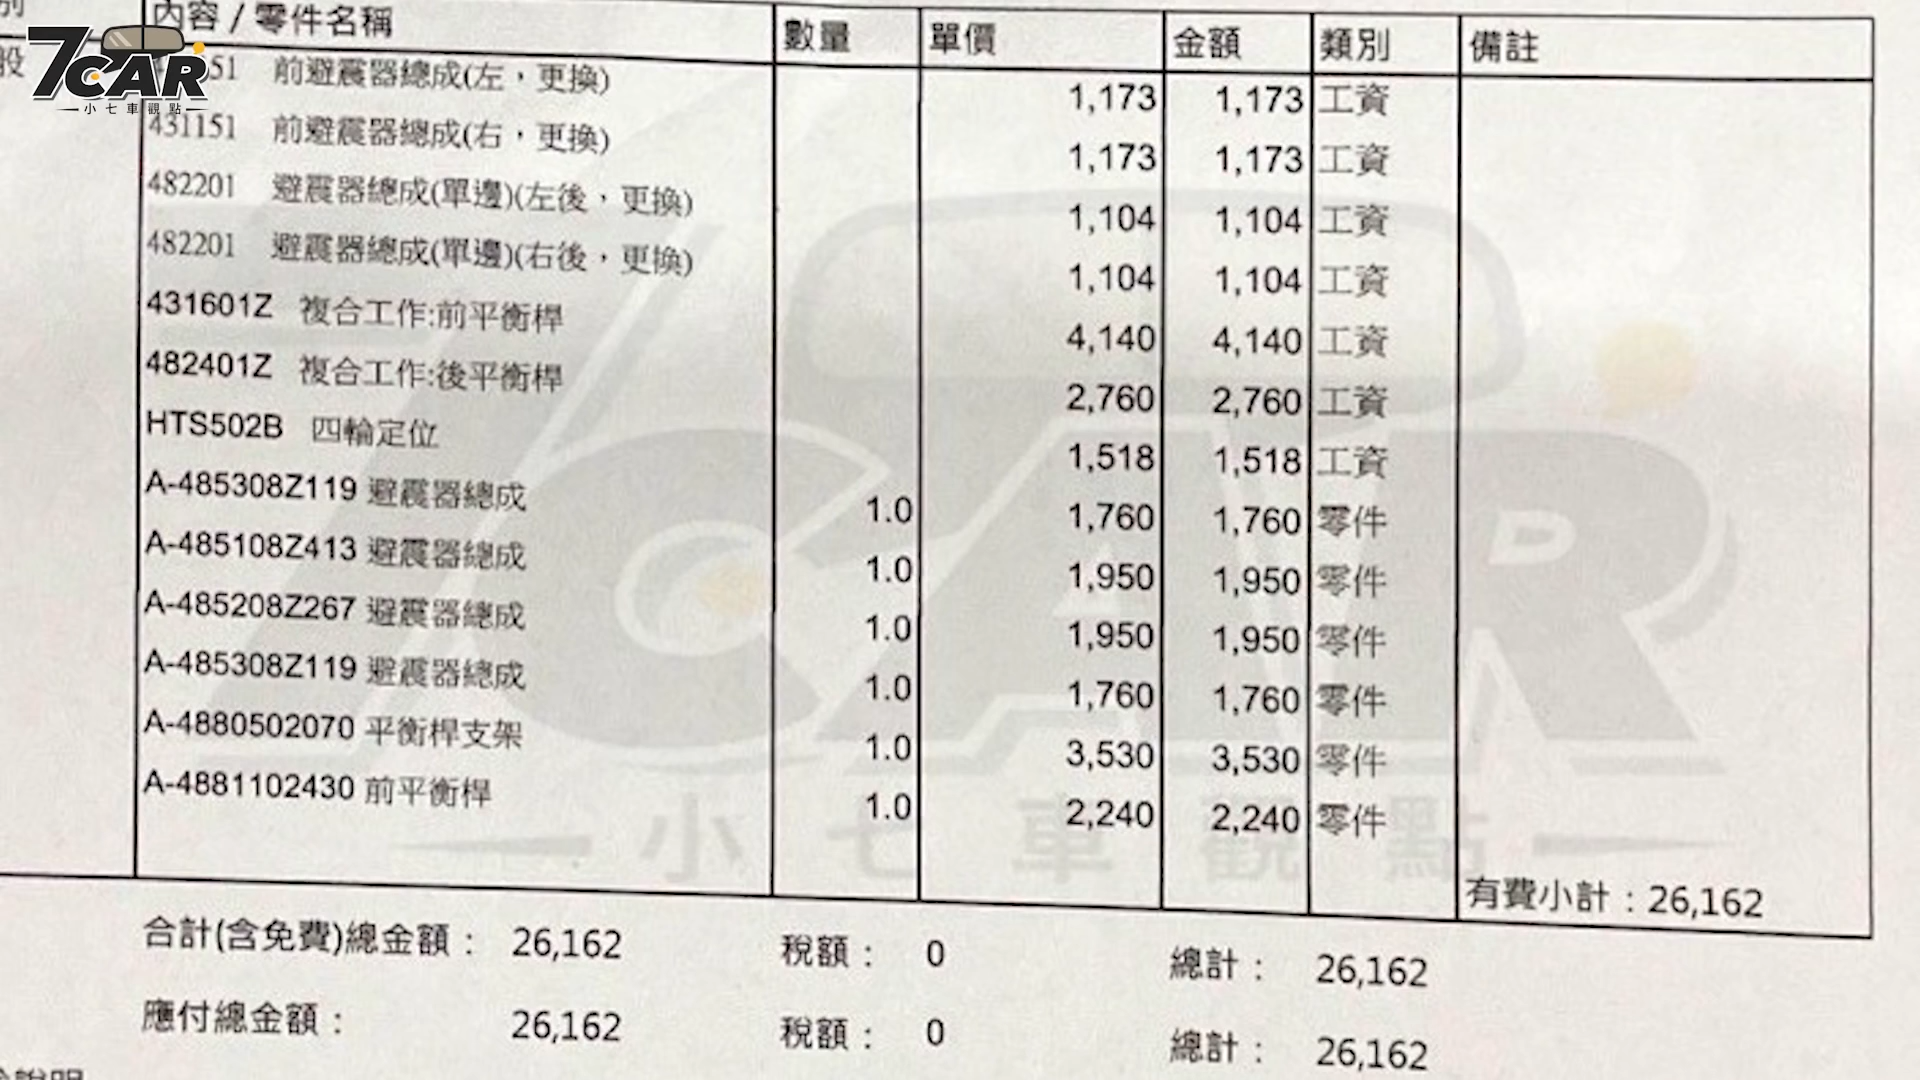 別 內容 / 零件名稱 數量 單價 金額 類別 備註
股 51 前避震器總成(左，更換) 1,173 1,173 工資
431151 前避震器總成(右，更換) 1,173 1,173 工資
482201 避震器總成(單邊)(左後，更換) 1,104 1,104 工資
482201 避震器總成(單邊)(右後，更換) 1,104 1,104 工資
431601Z 複合工作:前平衡桿 4,140 4,140 工資
482401Z 複合工作:後平衡桿 2,760 2,760 工資
HTS502B 四輪定位 1,518 1,518 工資
A-485308Z119 避震器總成 1.0 1,760 1,760 零件
A-485108Z413 避震器總成 1.0 1,950 1,950 零件
A-485208Z267 避震器總成 1.0 1,950 1,950 零件
A-485308Z119 避震器總成 1.0 1,760 1,760 零件
A-4880502070 平衡桿支架 1.0 3,530 3,530 零件
A-4881102430 前平衡桿 1.0 2,240 2,240 零件
有費小計：26,162
合計(含免費)總金額： 26,162 稅額： 0 總計： 26,162
應付總金額： 26,162 稅額： 0 總計： 26,162
7CAR
小七車觀點
7CAR
小七車觀點